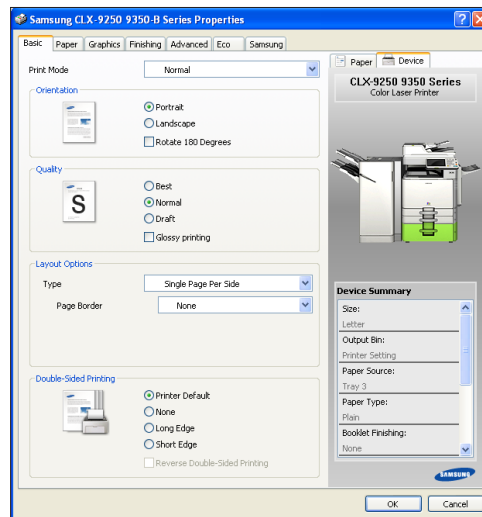 Samsung CLX-9250 9350-B Series Properties
Basic Paper Graphics Finishing Advanced Eco Samsung
Print Mode Normal
Orientation
Portrait
Landscape
Rotate 180 Degrees
Quality
S
Best
Normal
Draft
Glossy printing
Layout Options
Type Single Page Per Side
Page Border None
Double-Sided Printing
Printer Default
None
Long Edge
Short Edge
Reverse Double-Sided Printing
Paper Device
CLX-9250 9350 Series
Color Laser Printer
Device Summary
Size:
Letter
Output Bin:
Printer Setting
Paper Source:
Tray 3
Paper Type:
Plain
Booklet Finishing:
None
SAMSUNG
OK Cancel